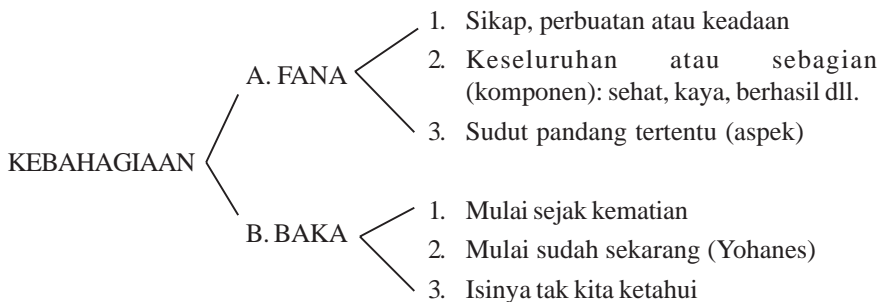 1. Sikap, perbuatan atau keadaan
2. Keseluruhan atau sebagian
(komponen): sehat, kaya, berhasil dll.
A. FANA
3. Sudut pandang tertentu (aspek)
KEBAHAGIAAN
1. Mulai sejak kematian
B. BAKA
2. Mulai sudah sekarang (Yohanes)
3. Isinya tak kita ketahui